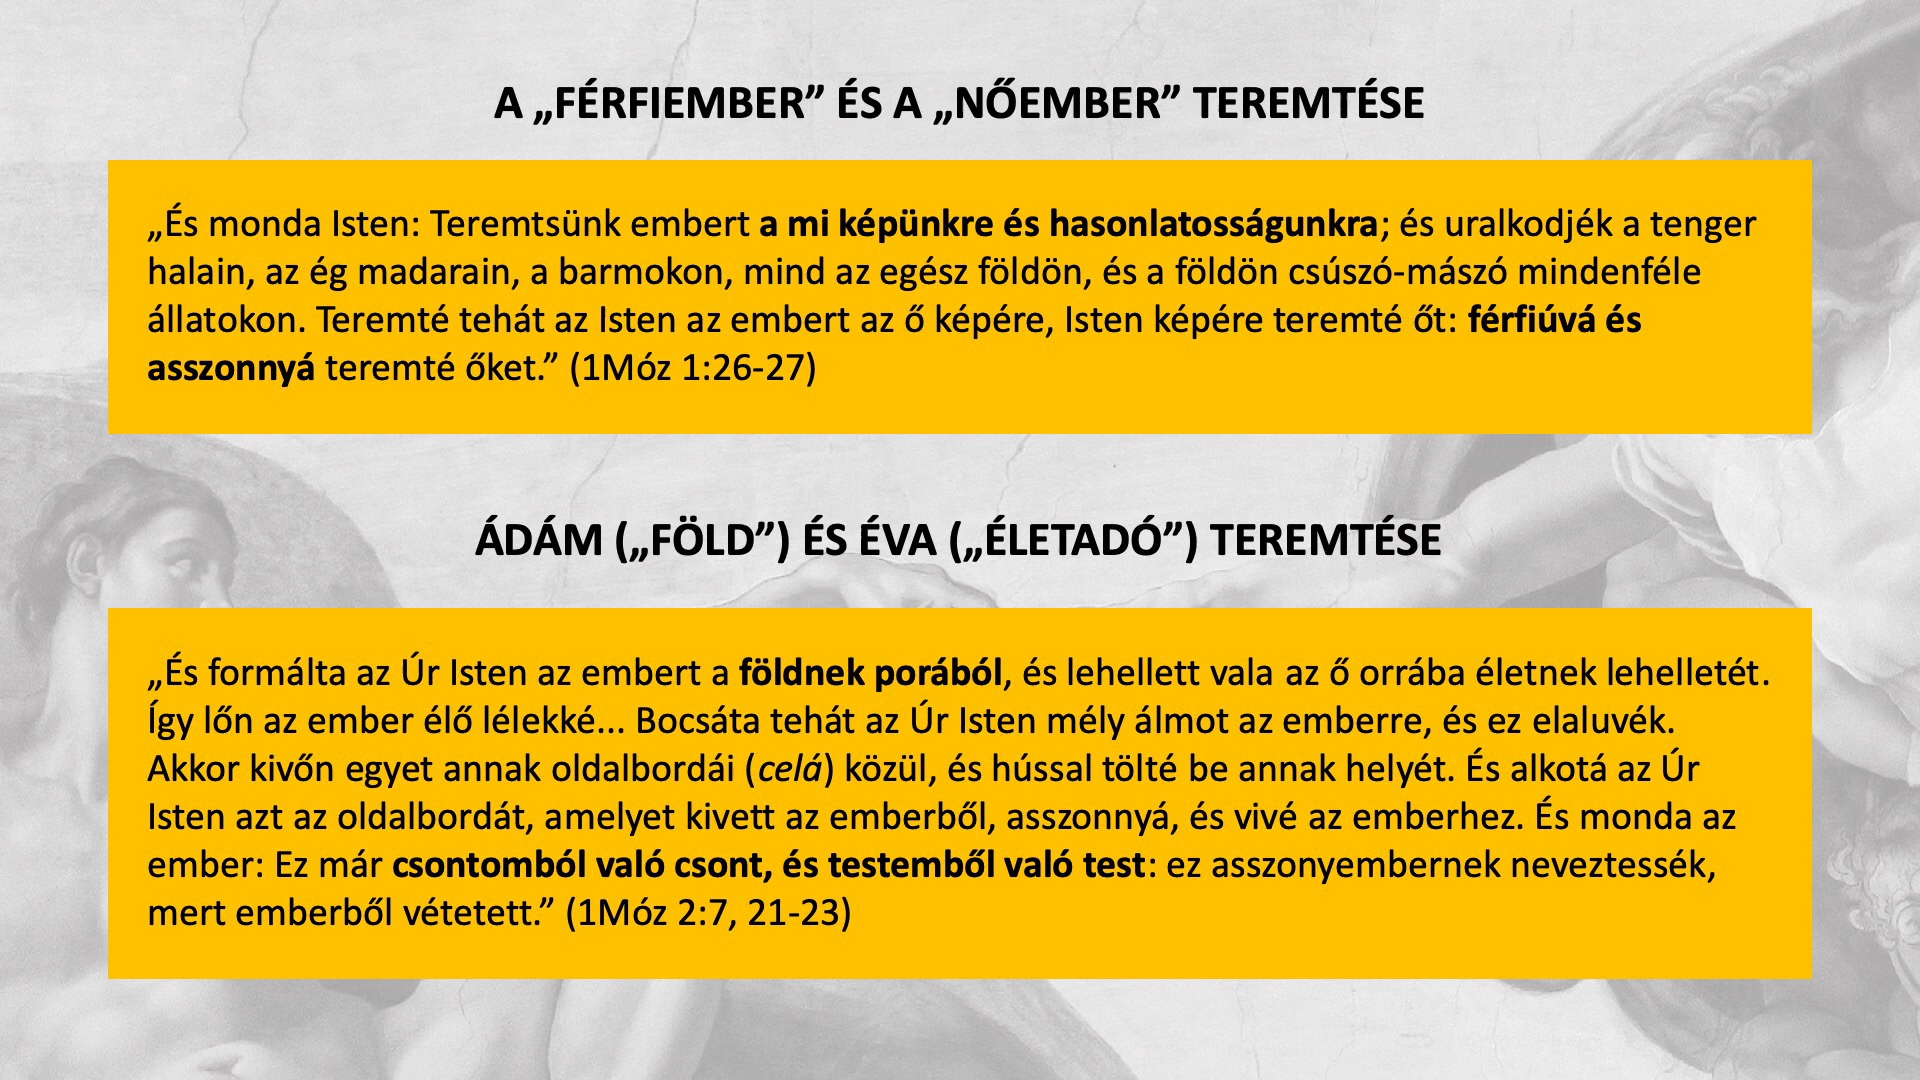 A „FÉRFIEMBER” ÉS A „NŐEMBER” TEREMTÉSE
„És monda Isten: Teremtsünk embert a mi képünkre és hasonlatosságunkra; és uralkodjék a tenger
halain, az ég madarain, a barmokon, mind az egész földön, és a földön csúszó-mászó mindenféle
állatokon. Teremté tehát az Isten az embert az ő képére, Isten képére teremté őt: férfiúvá és
asszonnyá teremté őket.” (1Móz 1:26-27)
ÁDÁM („FÖLD”) ÉS ÉVA („ÉLETADÓ”) TEREMTÉSE
„És formálta az Úr Isten az embert a földnek porából, és lehellett vala az ő orrába életnek lehelletét.
Így lőn az ember élő lélekké... Bocsáta tehát az Úr Isten mély álmot az emberre, és ez elaluvék.
Akkor kivőn egyet annak oldalbordái (celá) közül, és hússal tölté be annak helyét. És alkotá az Úr
Isten azt az oldalbordát, amelyet kivett az emberből, asszonnyá, és vivé az emberhez. És monda az
ember: Ez már csontomból való csont, és testemből való test: ez asszonyembernek neveztessék,
mert emberből vétetett.” (1Móz 2:7, 21-23)